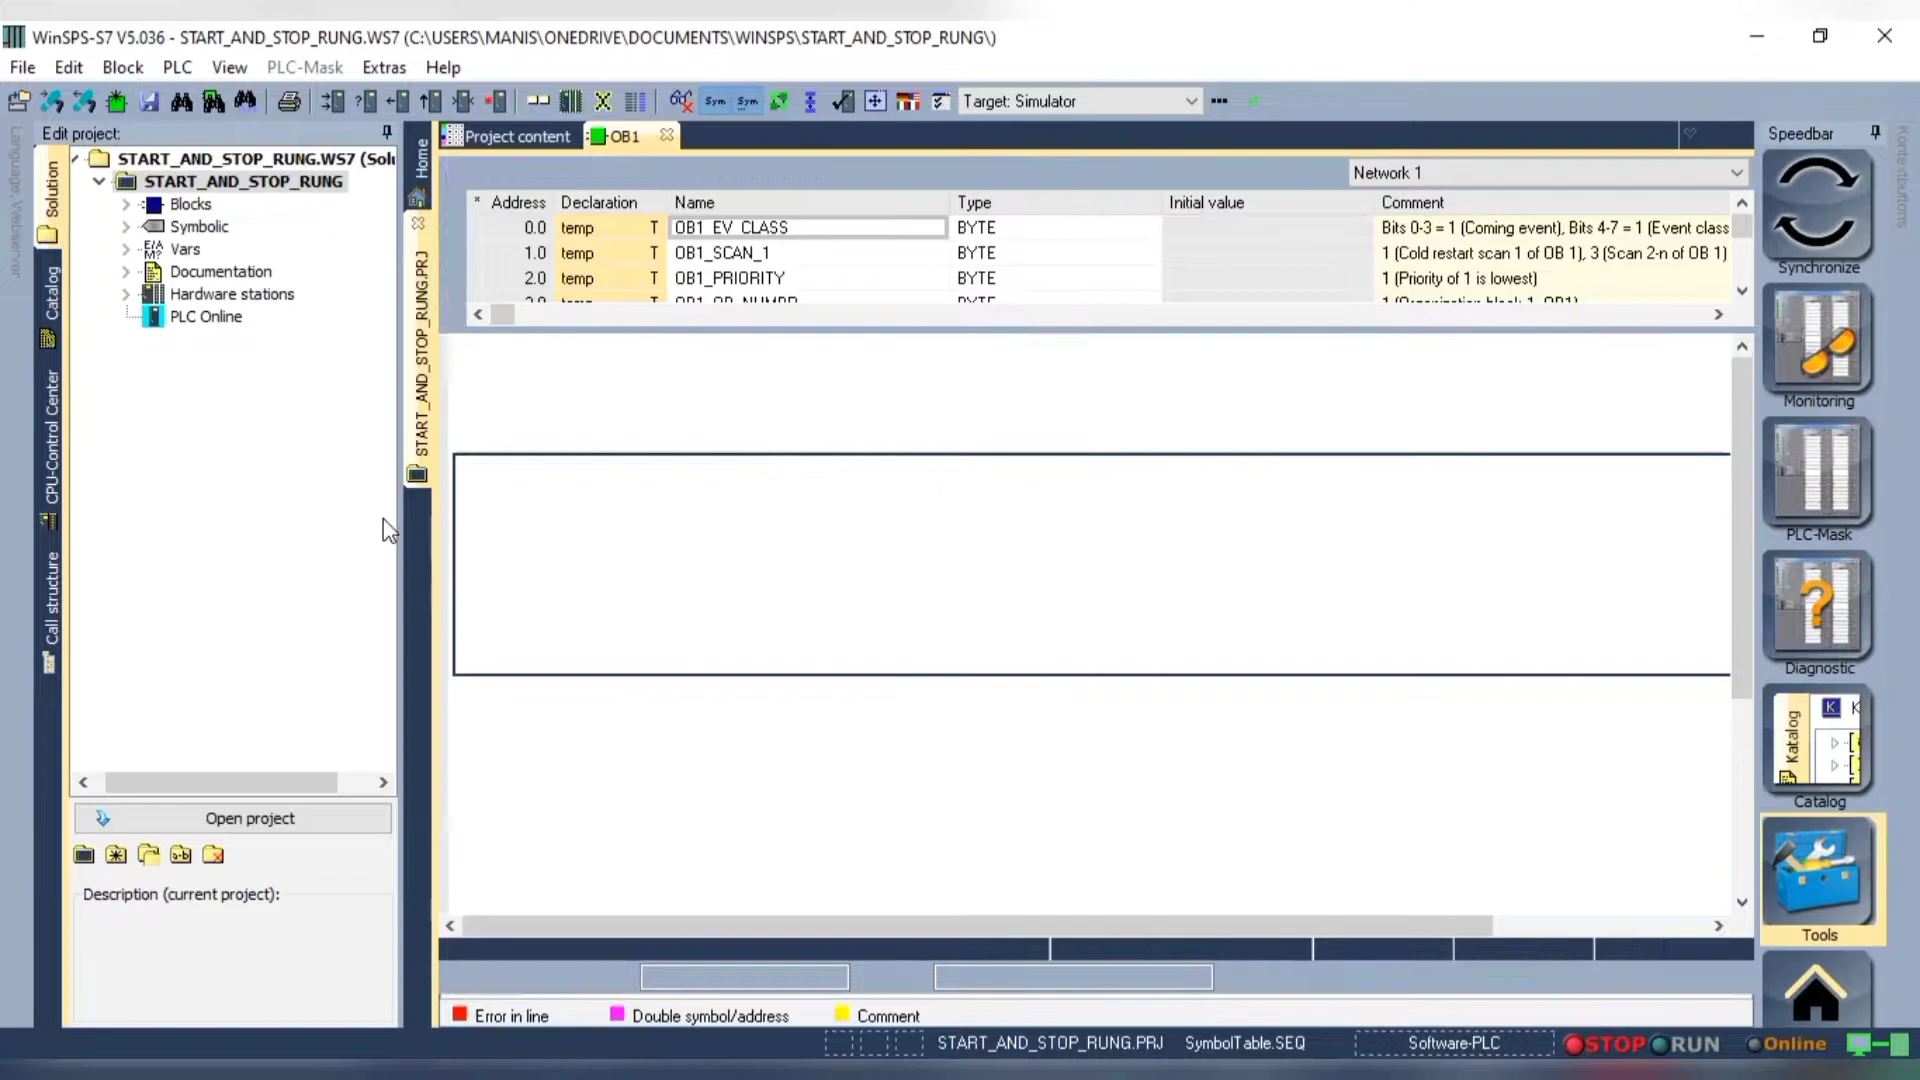 WinSPS-S7 V5.036 - START_AND_STOP_RUNG.WS7 (C:\USERS\MANIS\ONEDRIVE\DOCUMENTS\WINSPS\START_AND_STOP_RUNG\)
File Edit Block PLC View PLC-Mask Extras Help
Sym Sym Target: Simulator
Edit project:
Project content OB1
Speedbar
Language, Webserver
Solution
Catalog
CPU-Control Center
Call structure
START_AND_STOP_RUNG.WS7 (Solu
START_AND_STOP_RUNG
Blocks
Symbolic
E/A M? Vars
Documentation
Hardware stations
PLC Online
Open project
Description (current project):
Home
START_AND_STOP_RUNG.PRJ
Network 1
* Address Declaration Name Type Initial value Comment
0.0 temp T OB1_EV_CLASS BYTE Bits 0-3 = 1 (Coming event), Bits 4-7 = 1 (Event class
1.0 temp T OB1_SCAN_1 BYTE 1 (Cold restart scan 1 of OB 1), 3 (Scan 2-n of OB 1)
2.0 temp T OB1_PRIORITY BYTE 1 (Priority of 1 is lowest)
Synchronize
Monitoring
PLC-Mask
Diagnostic
Katalog K K
Catalog
Tools
Kontextbuttons
Error in line Double symbol/address Comment
START_AND_STOP_RUNG.PRJ SymbolTable.SEQ Software-PLC STOP RUN Online